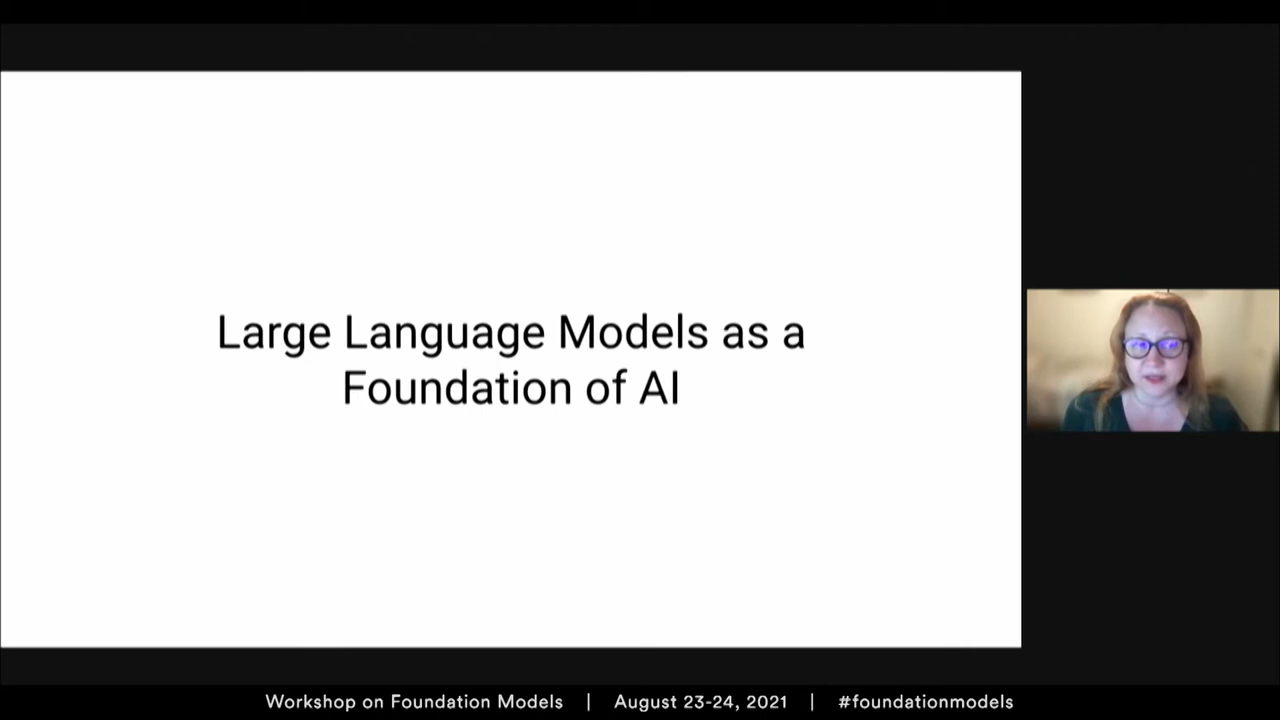 Large Language Models as a
Foundation of AI
Workshop on Foundation Models | August 23-24, 2021 | #foundationmodels